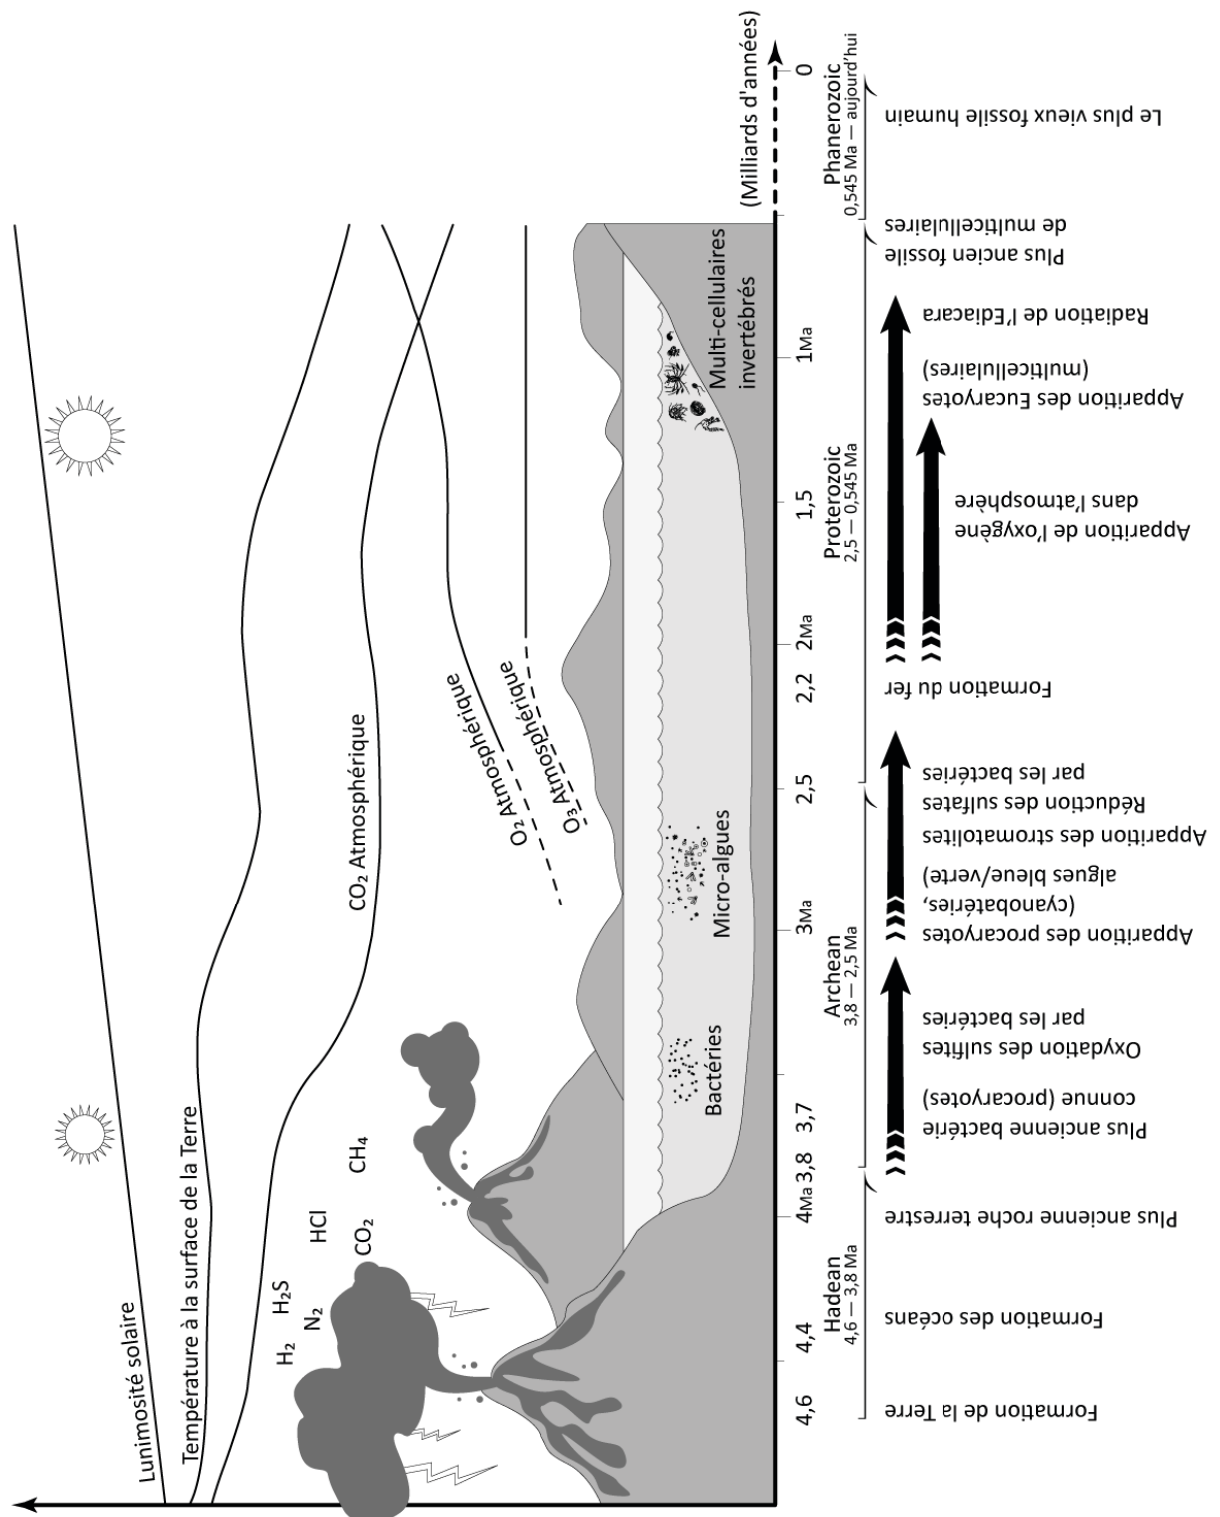 Lunimosité solaire
Température à la surface de la Terre
CO₂ Atmosphérique
O₂ Atmosphérique
O₃ Atmosphérique
H₂
H₂S
N₂
HCl
CO₂
CH₄
Bactéries
Micro-algues
Multi-cellulaires
invertébrés
(Milliards d'années)
4,6
4,4
4Ma
3,8
3,7
3Ma
2,5
2,2
2Ma
1,5
1Ma
0
Hadean
4,6 — 3,8 Ma
Archean
3,8 — 2,5 Ma
Proterozoic
2,5 — 0,545 Ma
Phanerozoic
0,545 Ma — aujourd'hui
Formation de la Terre
Formation des océans
Plus ancienne roche terrestre
Plus ancienne bactérie
connue (procaryotes)
Oxydation des sulfites
par les bactéries
Apparition des procaryotes
(cyanobatéries,
algues bleue/verte)
Apparition des stromatolites
Réduction des sulfates
par les bactéries
Formation du fer
Apparition de l'oxygène
dans l'atmosphère
Apparition des Eucaryotes
(multicellulaires)
Radiation de l'Ediacara
Plus ancien fossile
de multicellulaires
Le plus vieux fossile humain